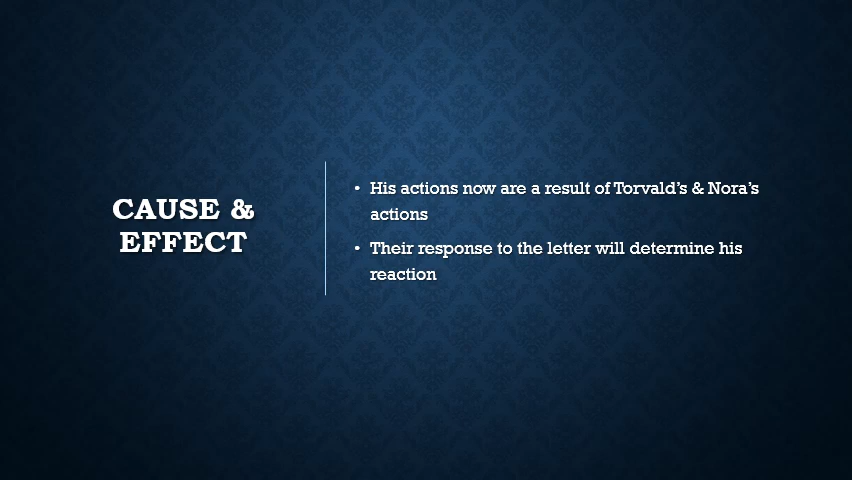 CAUSE &
EFFECT
• His actions now are a result of Torvald's & Nora's
actions
• Their response to the letter will determine his
reaction